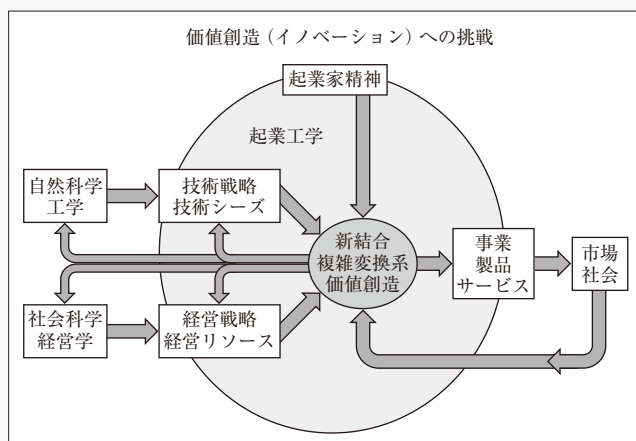 価値創造（イノベーション）への挑戦
起業家精神
起業工学
自然科学
工学
技術戦略
技術シーズ
新結合
複雑変換系
価値創造
事業
製品
サービス
市場
社会
社会科学
経営学
経営戦略
経営リソース